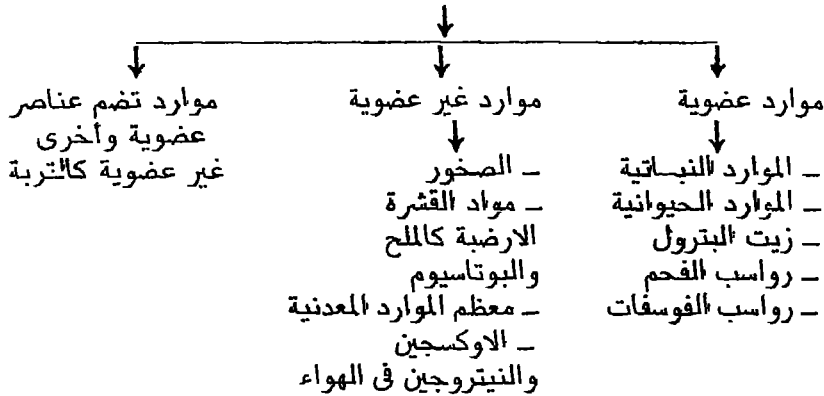 موارد عضوية
ـ الموارد النباتية
ـ الموارد الحيوانية
ـ زيت البترول
ـ رواسب الفحم
ـ رواسب الفوسفات
موارد غير عضوية
ـ الصخور
ـ مواد القشرة
الارضبة كالملح
والبوتاسيوم
ـ معظم الموارد المعدنية
ـ الاوكسجين
والنيتروجين فى الهواء
موارد تضم عناصر
عضوية وأخرى
غير عضوية كالتربة